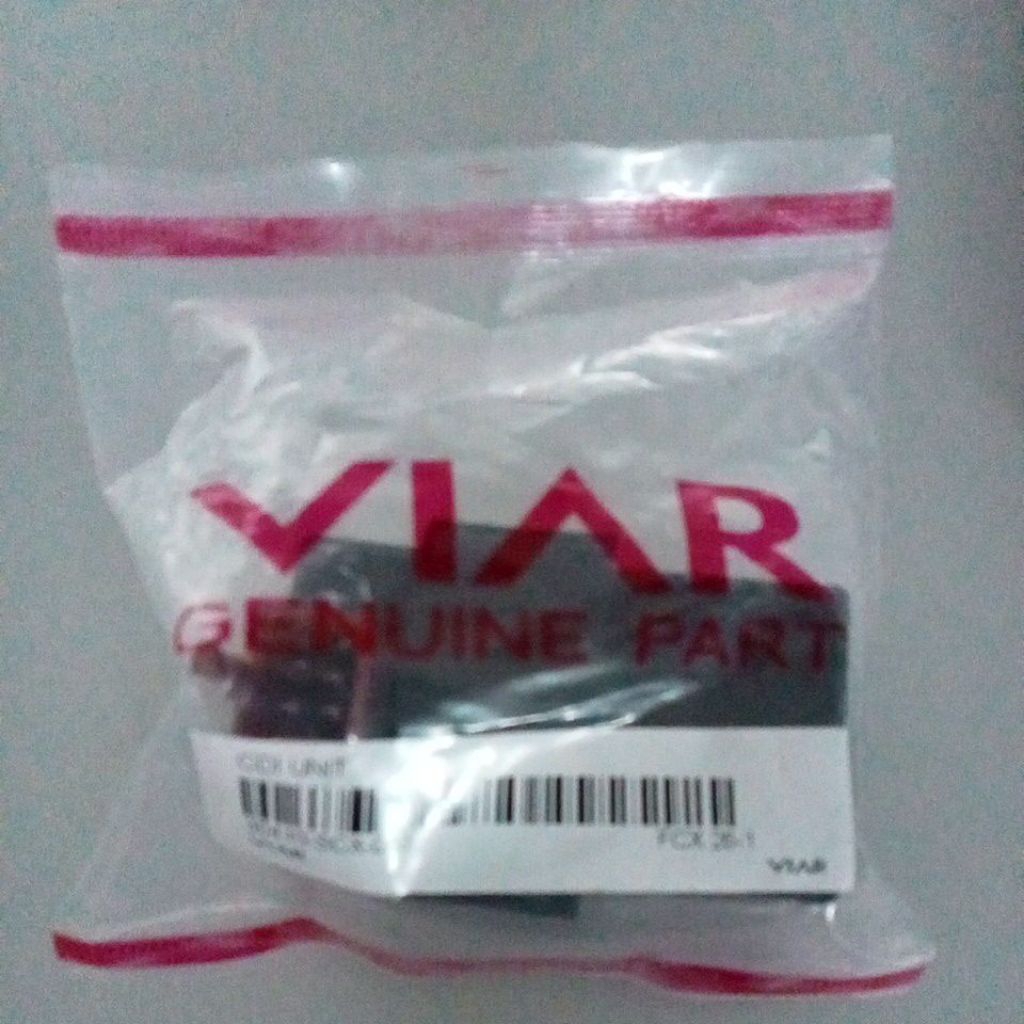 VIAR
GENUINE PART
CDI UNIT
FCX 26-1
VIAR